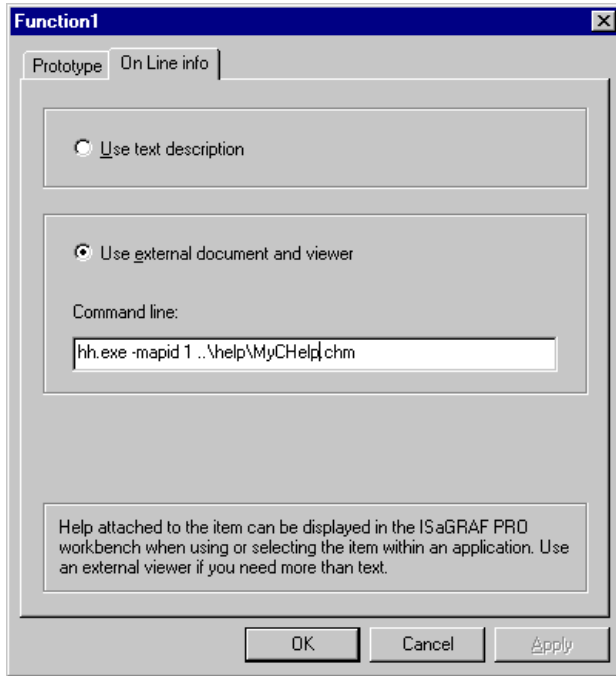 Function1
Prototype
On Line info
Use text description
Use external document and viewer
Command line:
hh.exe -mapid 1 ..\help\MyCHelp.chm
Help attached to the item can be displayed in the ISaGRAF PRO
workbench when using or selecting the item within an application. Use
an external viewer if you need more than text.
OK
Cancel
Apply